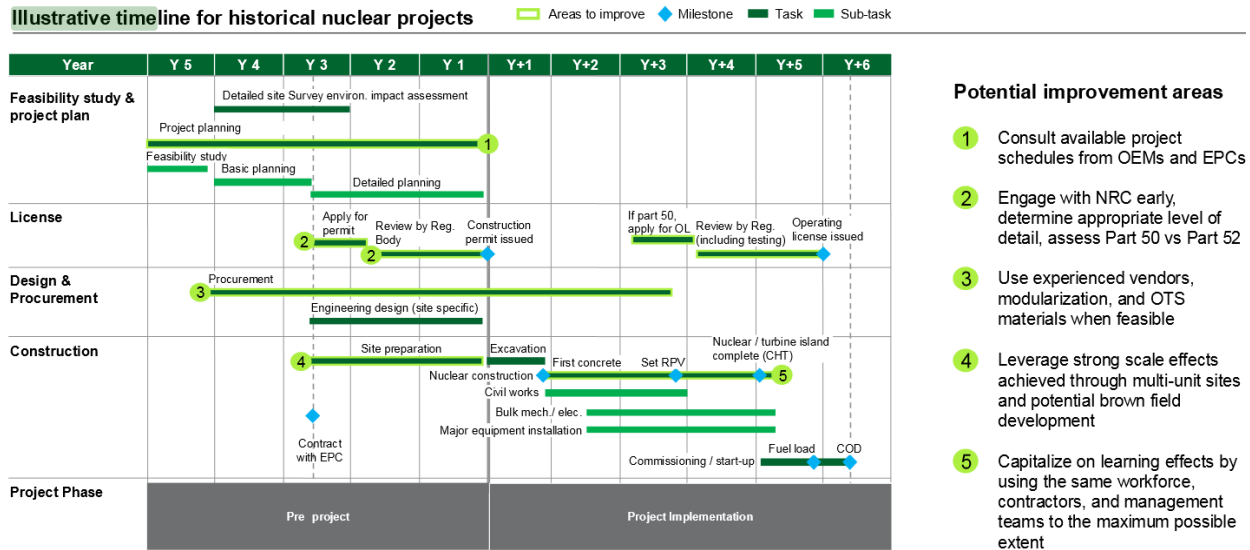 Illustrative timeline for historical nuclear projects
Areas to improve
Milestone
Task
Sub-task
Year
Y 5
Y 4
Y 3
Y 2
Y 1
Y+1
Y+2
Y+3
Y+4
Y+5
Y+6
Feasibility study &
project plan
Detailed site Survey environ. impact assessment
Project planning
1
Feasibility study
Basic planning
Detailed planning
License
Apply for
permit
2
Review by Reg.
Body
2
Construction
permit issued
If part 50,
apply for OL
Review by Reg.
(including testing)
Operating
license issued
Design &
Procurement
Procurement
3
Engineering design (site specific)
Construction
4
Site preparation
Excavation
Nuclear construction
First concrete
Set RPV
Nuclear / turbine island
complete (CHT)
5
Civil works
Bulk mech./ elec.
Major equipment installation
Contract
with EPC
Commissioning / start-up
Fuel load
COD
Project Phase
Pre project
Project Implementation
Potential improvement areas
1
Consult available project
schedules from OEMs and EPCs
2
Engage with NRC early,
determine appropriate level of
detail, assess Part 50 vs Part 52
3
Use experienced vendors,
modularization, and OTS
materials when feasible
4
Leverage strong scale effects
achieved through multi-unit sites
and potential brown field
development
5
Capitalize on learning effects by
using the same workforce,
contractors, and management
teams to the maximum possible
extent